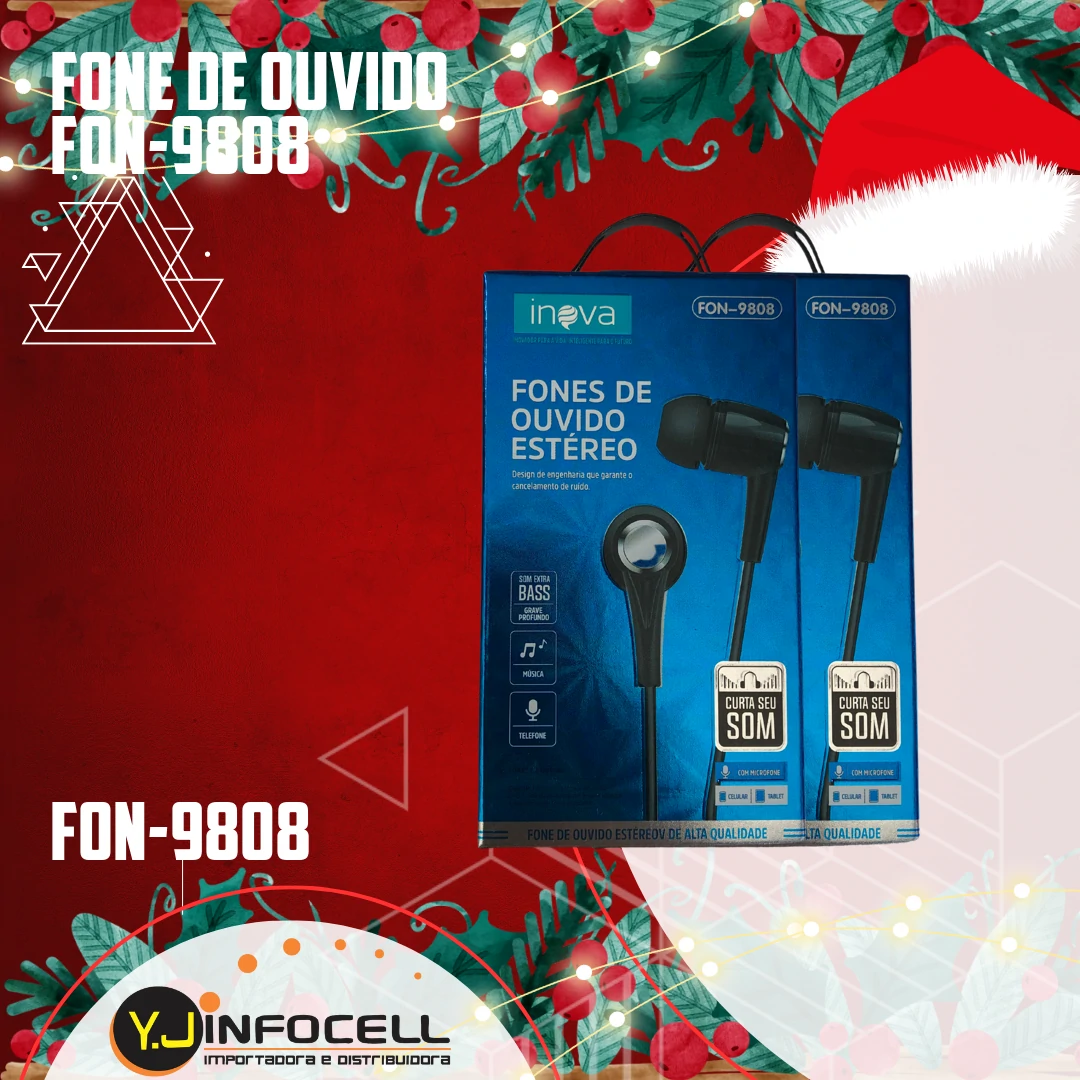 FONE DE OUVIDO
FON-9808
inova
FON-9808
FON-9808
FONES DE
OUVIDO
ESTÉREO
Design de engenharia que garante o
cancelamento de ruído.
SOM EXTRA
BASS
GRAVE
PROFUNDO
MÚSICA
TELEFONE
CURTA SEU
SOM
COM MICROFONE
CELULAR
TABLET
CURTA SEU
SOM
COM MICROFONE
CELULAR
TABLET
FONE DE OUVIDO ESTÉREOV DE ALTA QUALIDADE
LTA QUALIDADE
FON-9808
Y.J INFOCELL
IMPORTADORA E DISTRIBUIDORA